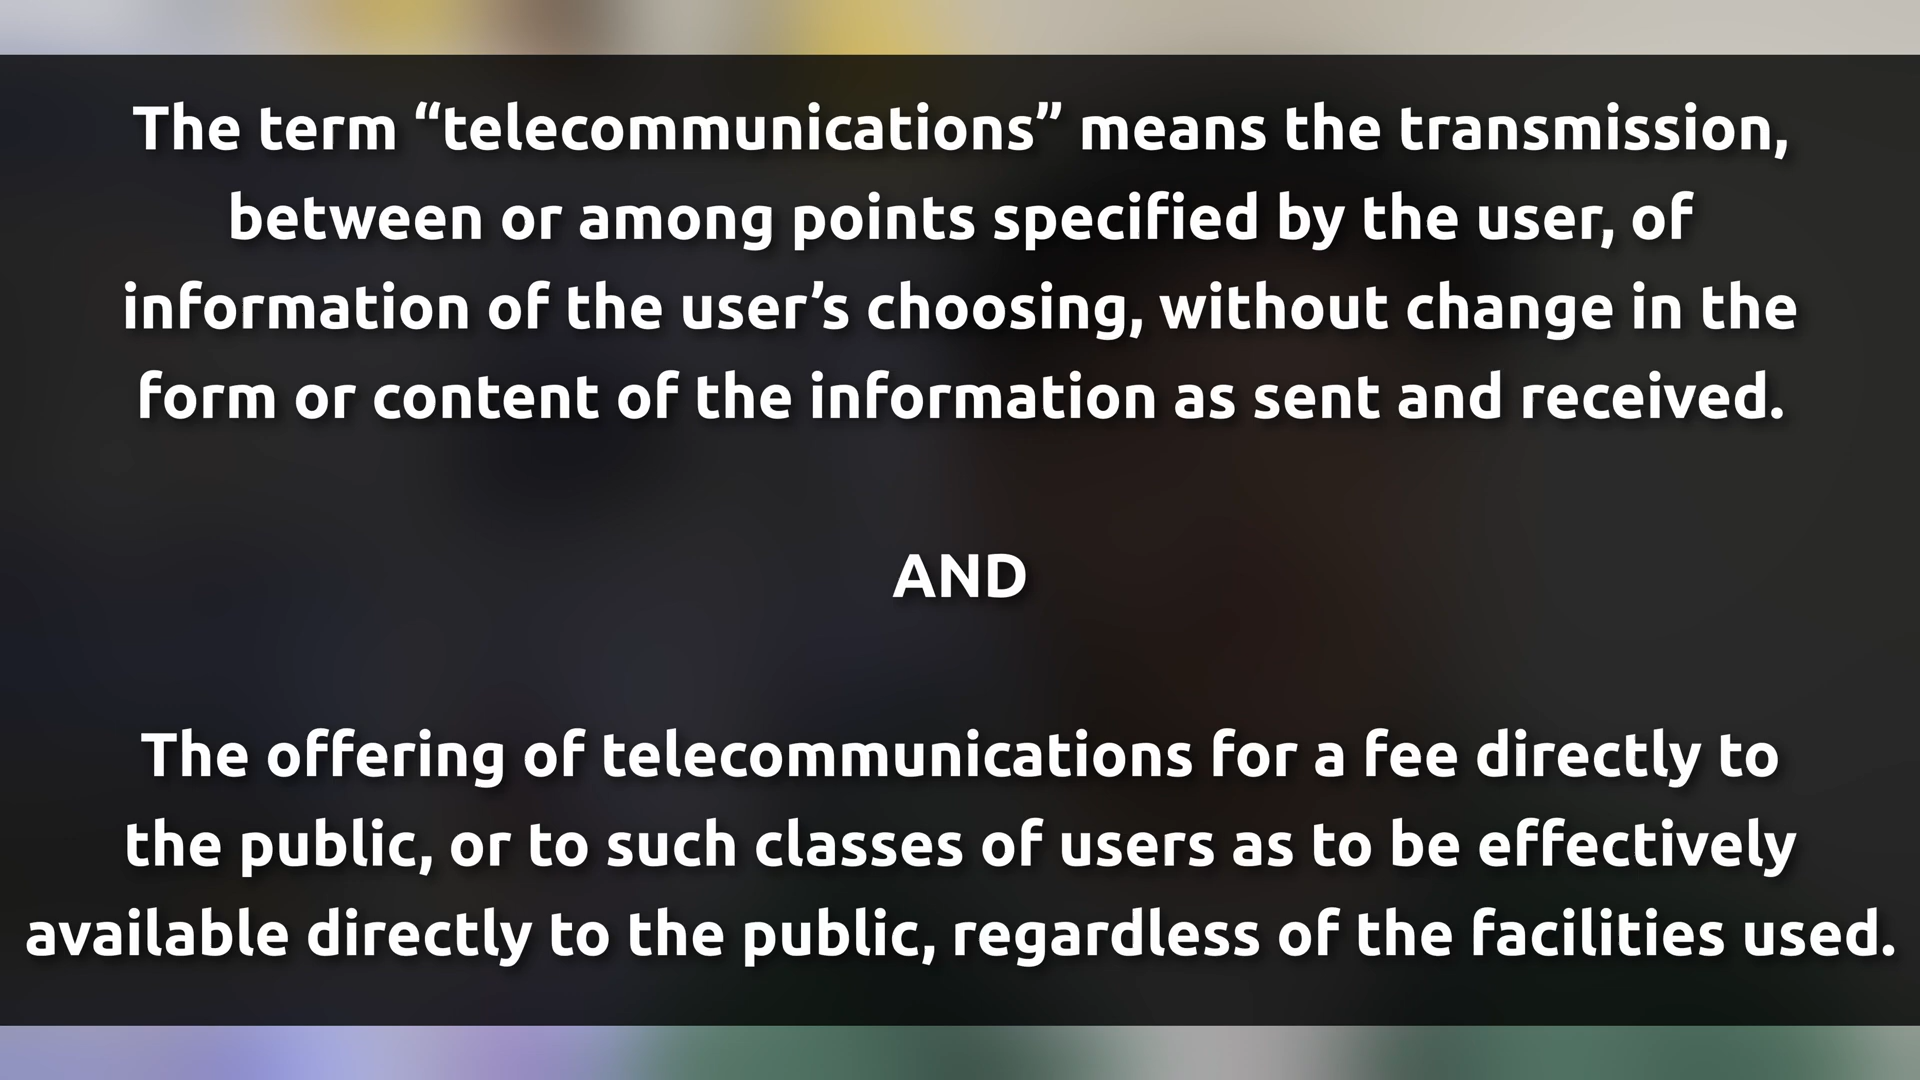 The term “telecommunications” means the transmission,
between or among points specified by the user, of
information of the user’s choosing, without change in the
form or content of the information as sent and received.
AND
The offering of telecommunications for a fee directly to
the public, or to such classes of users as to be effectively
available directly to the public, regardless of the facilities used.